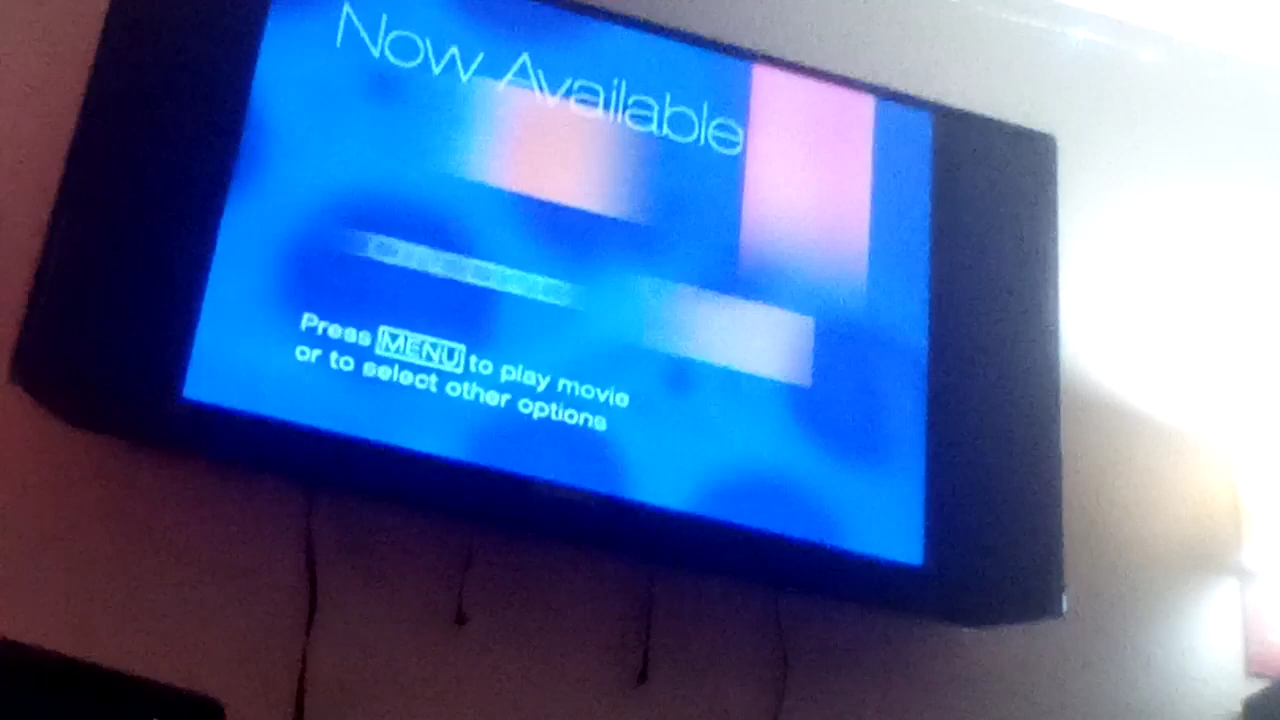 Now Available
Press MENU to play movie
or to select other options